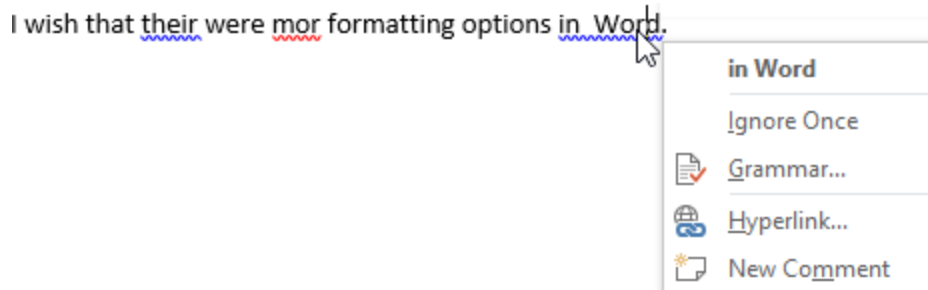 I wish that their were mor formatting options in  Word.
in Word
Ignore Once
Grammar...
Hyperlink...
New Comment